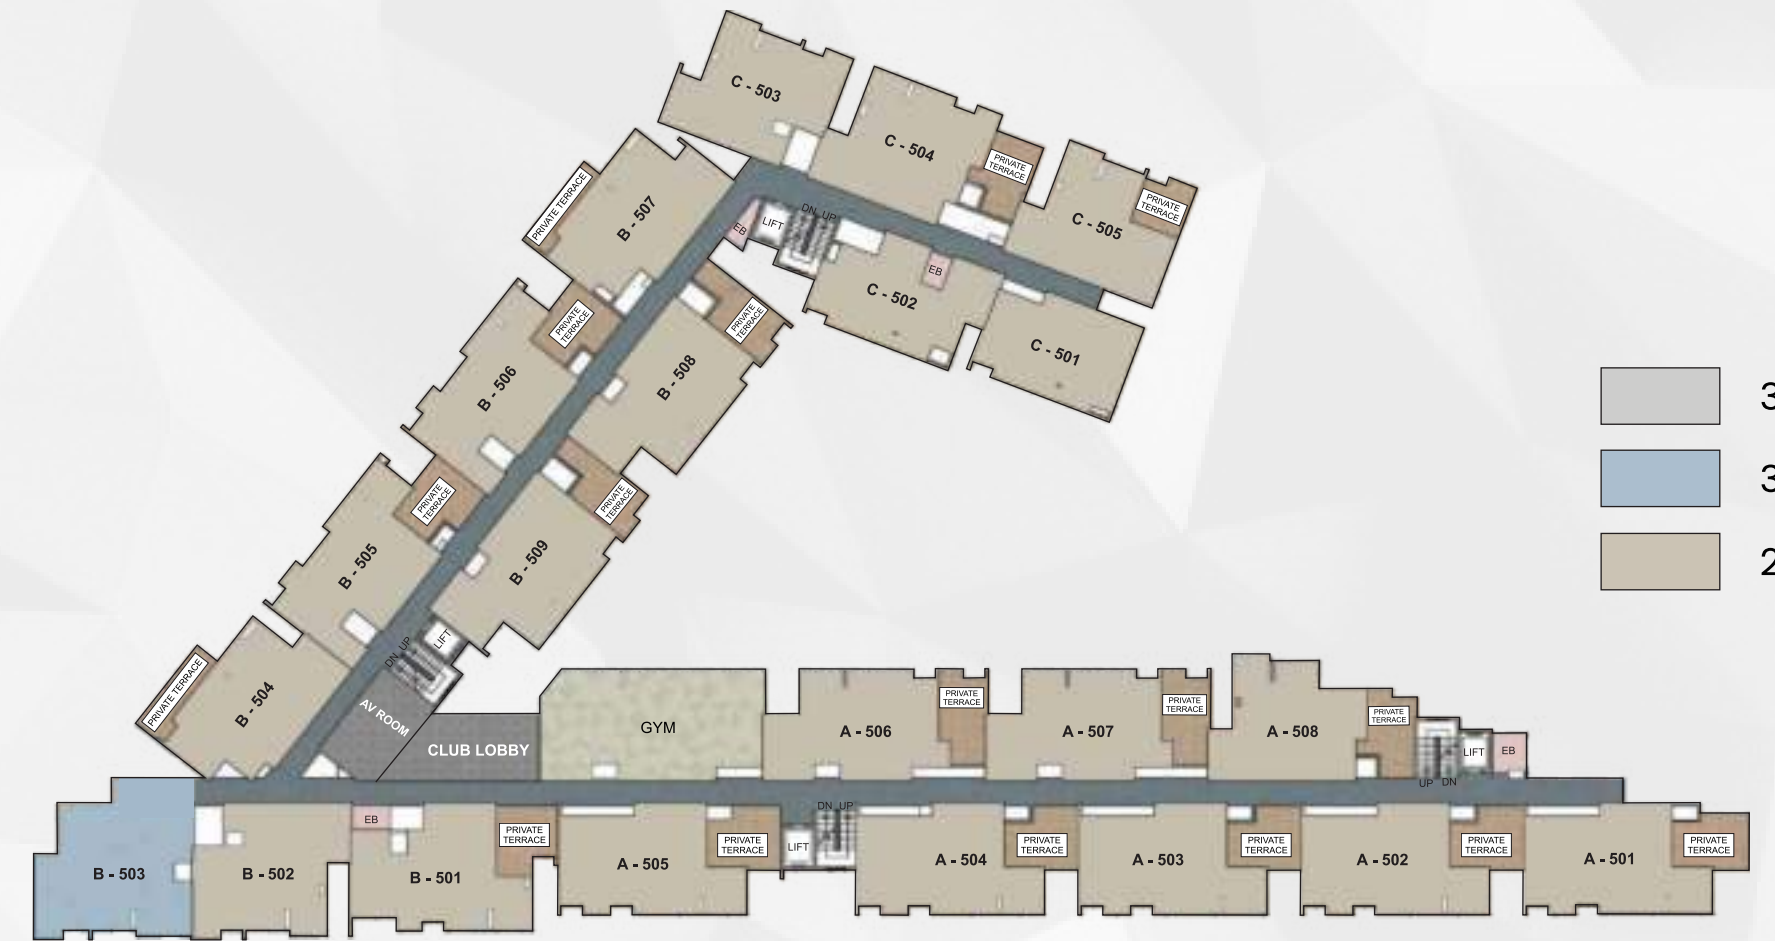 C - 503
C - 504
PRIVATE
TERRACE
C - 505
PRIVATE
TERRACE
PRIVATE TERRACE
B - 507
EB
LIFT
DN UP
C - 502
EB
C - 501
PRIVATE
TERRACE
B - 506
PRIVATE
TERRACE
B - 508
3
3
2
PRIVATE
TERRACE
B - 505
PRIVATE
TERRACE
B - 509
DN UP
LIFT
PRIVATE TERRACE
B - 504
AV ROOM
CLUB LOBBY
GYM
A - 506
PRIVATE
TERRACE
A - 507
PRIVATE
TERRACE
A - 508
PRIVATE
TERRACE
LIFT
EB
UP DN
B - 503
B - 502
EB
B - 501
PRIVATE
TERRACE
A - 505
PRIVATE
TERRACE
DN UP
LIFT
A - 504
PRIVATE
TERRACE
A - 503
PRIVATE
TERRACE
A - 502
PRIVATE
TERRACE
A - 501
PRIVATE
TERRACE